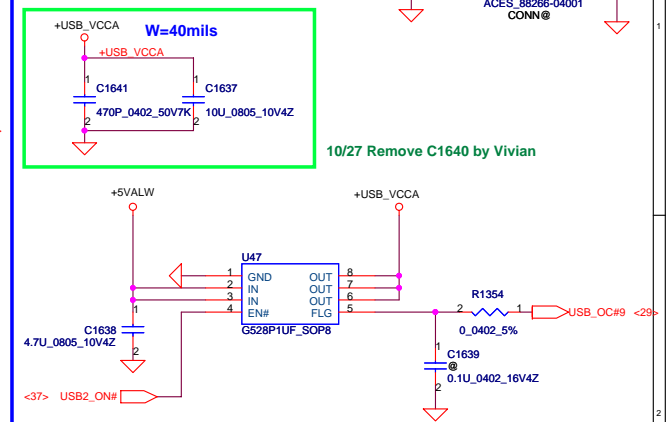 ACES_88266-04001
CONN@
1
+USB_VCCA
W=40mils
+USB_VCCA
1
C1641
470P_0402_50V7K
2
1
C1637
10U_0805_10V4Z
2
10/27 Remove C1640 by Vivian
+5VALW
+USB_VCCA
U47
1 GND OUT 8
2 IN OUT 7
3 IN OUT 6
4 EN# FLG 5
G528P1UF_SOP8
R1354
2 1
0_0402_5%
USB_OC#9 <29>
1
C1638
4.7U_0805_10V4Z
2
1
C1639
@
0.1U_0402_16V4Z
2
<37> USB2_ON#
2